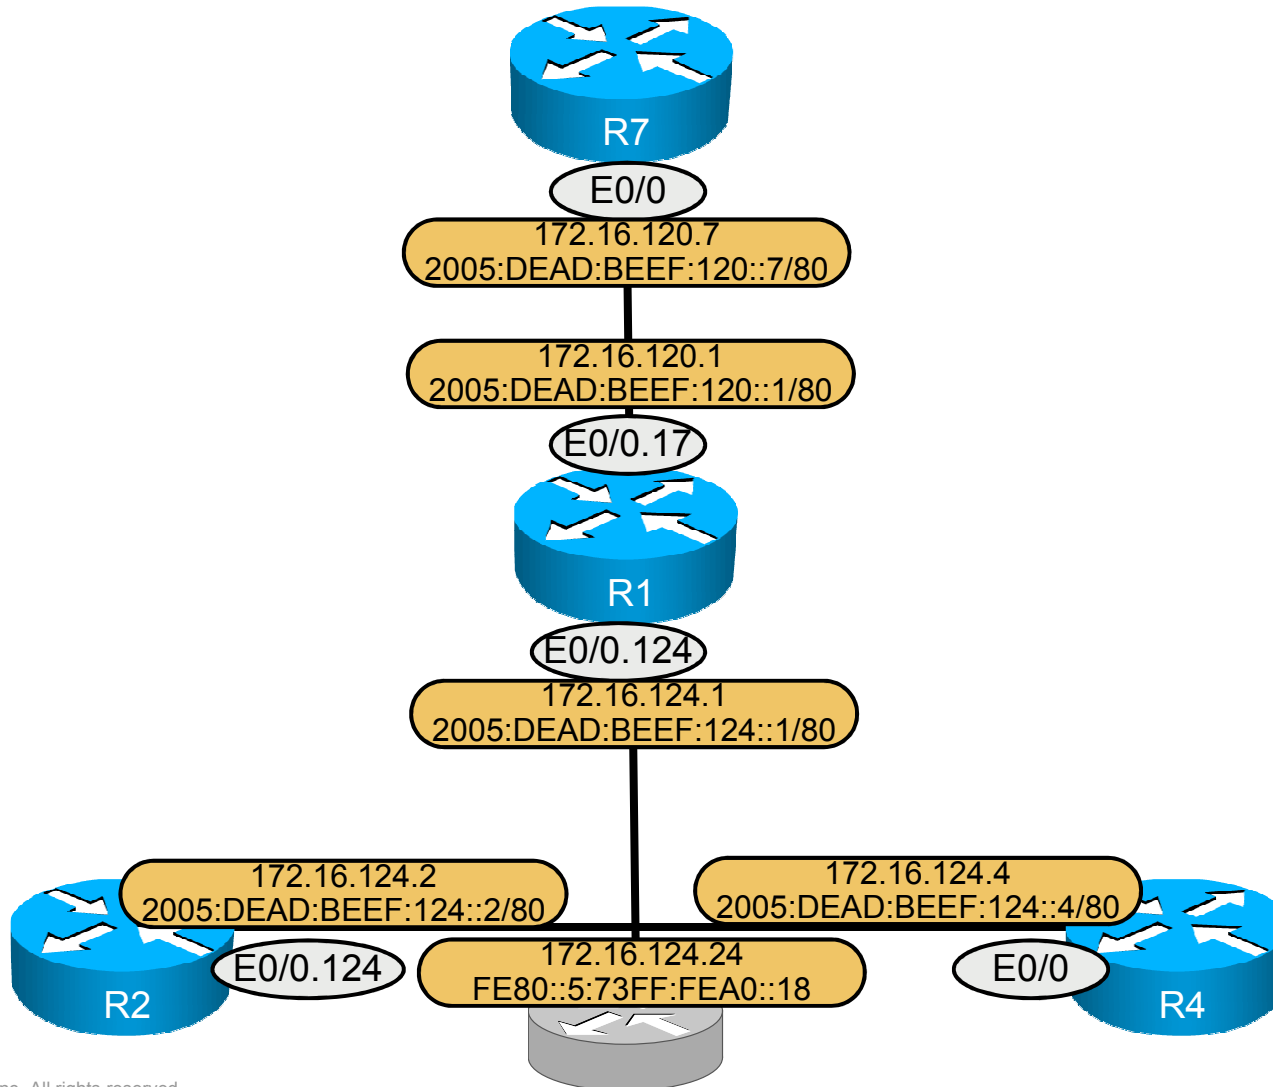 R7
E0/0
172.16.120.7
2005:DEAD:BEEF:120::7/80
172.16.120.1
2005:DEAD:BEEF:120::1/80
E0/0.17
R1
E0/0.124
172.16.124.1
2005:DEAD:BEEF:124::1/80
172.16.124.2
2005:DEAD:BEEF:124::2/80
172.16.124.4
2005:DEAD:BEEF:124::4/80
E0/0.124
172.16.124.24
FE80::5:73FF:FEA0::18
E0/0
R2
R4
All rights reserved